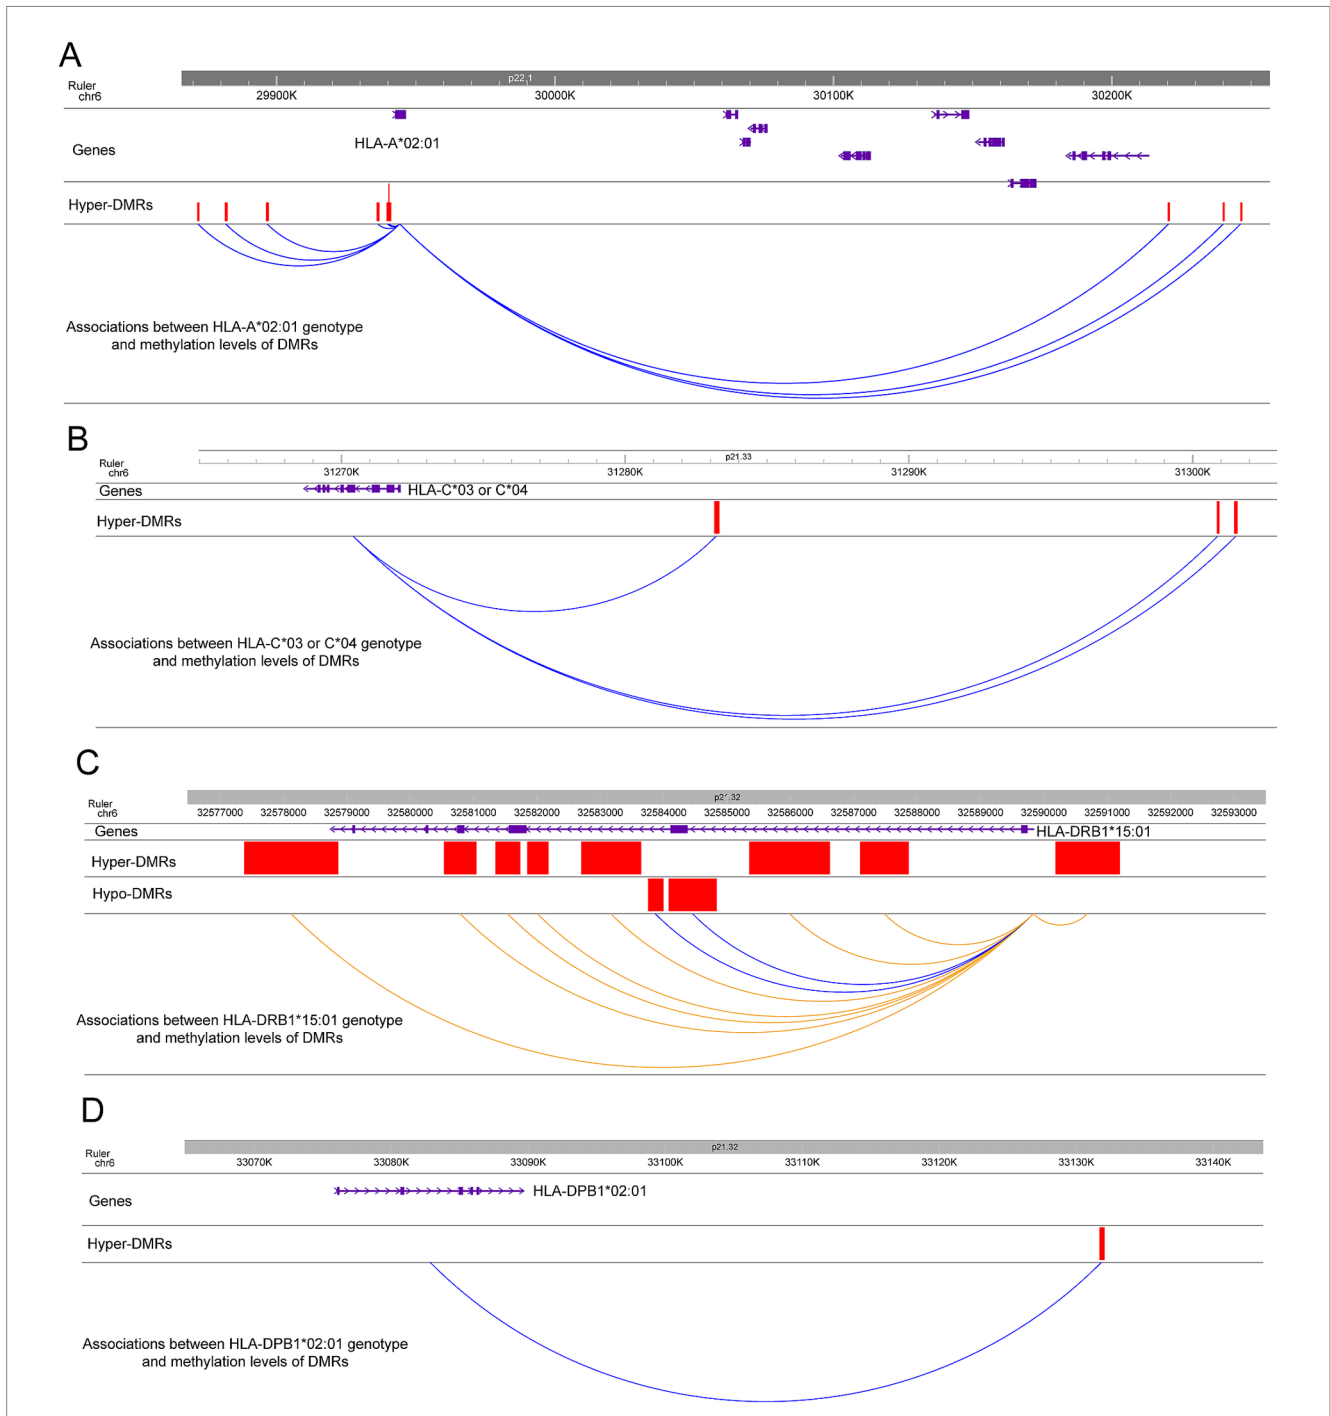 A
p22.1
Ruler
chr6
29900K 30000K 30100K 30200K
HLA-A*02:01
Genes
Hyper-DMRs
Associations between HLA-A*02:01 genotype
and methylation levels of DMRs
B
p21.33
Ruler
chr6
31270K 31280K 31290K 31300K
Genes HLA-C*03 or C*04
Hyper-DMRs
Associations between HLA-C*03 or C*04 genotype
and methylation levels of DMRs
C
p21.32
Ruler
chr6
32577000 32578000 32579000 32580000 32581000 32582000 32583000 32584000 32585000 32586000 32587000 32588000 32589000 32590000 32591000 32592000 32593000
Genes HLA-DRB1*15:01
Hyper-DMRs
Hypo-DMRs
Associations between HLA-DRB1*15:01 genotype
and methylation levels of DMRs
D
p21.32
Ruler
chr6
33070K 33080K 33090K 33100K 33110K 33120K 33130K 33140K
Genes HLA-DPB1*02:01
Hyper-DMRs
Associations between HLA-DPB1*02:01 genotype
and methylation levels of DMRs